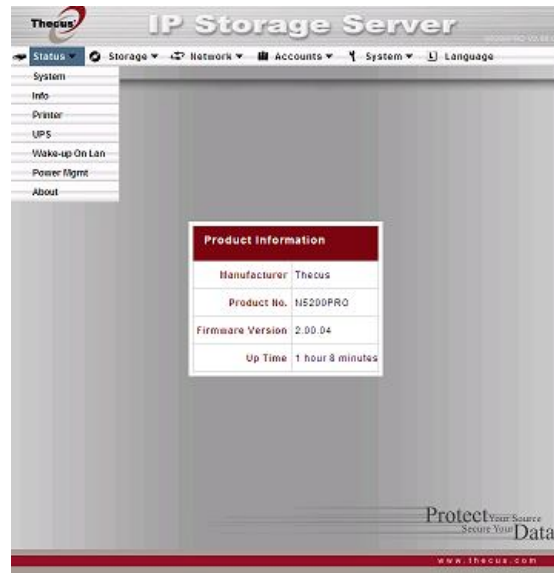 Thecus
IP Storage Server
Status Storage Network Accounts System Language
System
Info
Printer
UPS
Wake-up On Lan
Power Mgmt
About
Product Information
Manufacturer Thecus
Product No. N5200PRO
Firmware Version 2.00.04
Up Time 1 hour 8 minutes
Protect Your Source
Secure Your Data
www.thecus.com